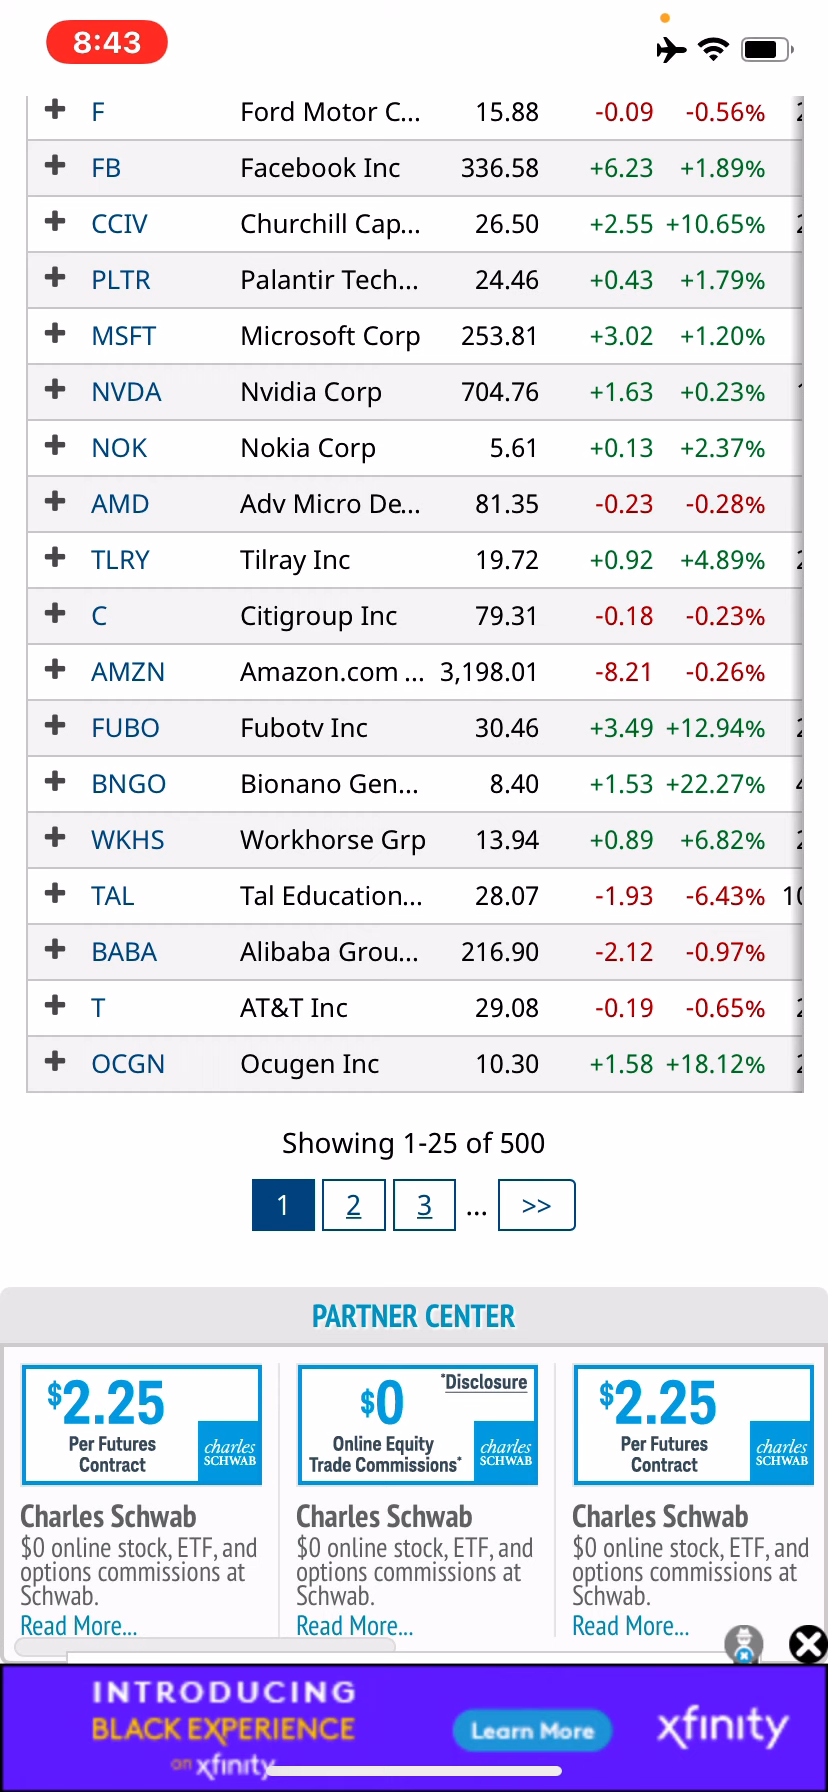 8:43
F Ford Motor C... 15.88 -0.09 -0.56%
FB Facebook Inc 336.58 +6.23 +1.89%
CCIV Churchill Cap... 26.50 +2.55 +10.65%
PLTR Palantir Tech... 24.46 +0.43 +1.79%
MSFT Microsoft Corp 253.81 +3.02 +1.20%
NVDA Nvidia Corp 704.76 +1.63 +0.23%
NOK Nokia Corp 5.61 +0.13 +2.37%
AMD Adv Micro De... 81.35 -0.23 -0.28%
TLRY Tilray Inc 19.72 +0.92 +4.89%
C Citigroup Inc 79.31 -0.18 -0.23%
AMZN Amazon.com ... 3,198.01 -8.21 -0.26%
FUBO Fubotv Inc 30.46 +3.49 +12.94%
BNGO Bionano Gen... 8.40 +1.53 +22.27%
WKHS Workhorse Grp 13.94 +0.89 +6.82%
TAL Tal Education... 28.07 -1.93 -6.43%
BABA Alibaba Grou... 216.90 -2.12 -0.97%
T AT&T Inc 29.08 -0.19 -0.65%
OCGN Ocugen Inc 10.30 +1.58 +18.12%
Showing 1-25 of 500
1 2 3 ... >>
PARTNER CENTER
$2.25
Per Futures
Contract
charles
SCHWAB
Charles Schwab
$0 online stock, ETF, and
options commissions at
Schwab.
Read More...
*Disclosure
$0
Online Equity
Trade Commissions*
charles
SCHWAB
Charles Schwab
$0 online stock, ETF, and
options commissions at
Schwab.
Read More...
$2.25
Per Futures
Contract
charles
SCHWAB
Charles Schwab
$0 online stock, ETF, and
options commissions at
Schwab.
Read More...
INTRODUCING
BLACK EXPERIENCE
on xfinity
Learn More
xfinity